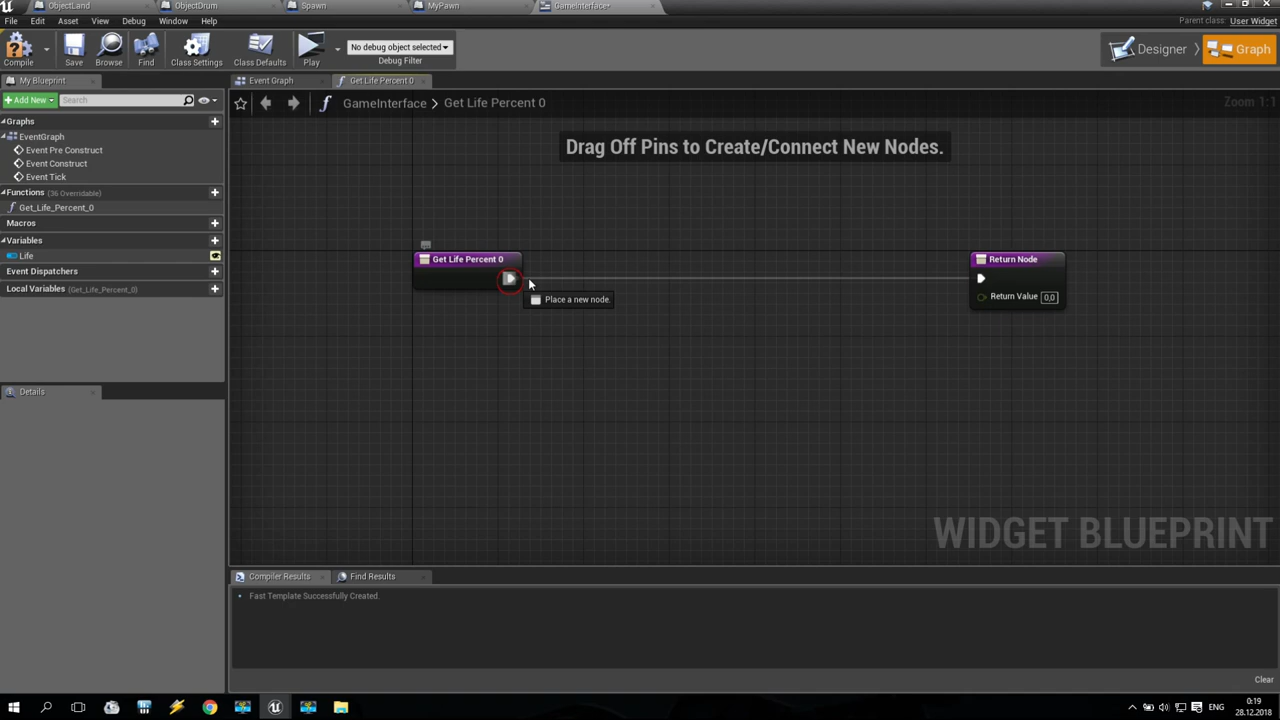 ObjectLand
ObjectDrum
Spawn
MyPawn
GameInterface*
File Edit Asset View Debug Window Help
Parent class: User Widget
Compile
Save
Browse
Find
Class Settings
Class Defaults
Play
No debug object selected
Debug Filter
Designer
Graph
My Blueprint
Event Graph
Get Life Percent 0
+Add New
Search
GameInterface > Get Life Percent 0
Zoom 1:1
Graphs
EventGraph
Event Pre Construct
Event Construct
Event Tick
Functions (36 Overridable)
Get_Life_Percent_0
Macros
Variables
Life
Event Dispatchers
Local Variables (Get_Life_Percent_0)
Details
Drag Off Pins to Create/Connect New Nodes.
Get Life Percent 0
Place a new node.
Return Node
Return Value 0,0
WIDGET BLUEPRINT
Compiler Results
Find Results
Fast Template Successfully Created.
Clear
ENG
0:19
28.12.2018